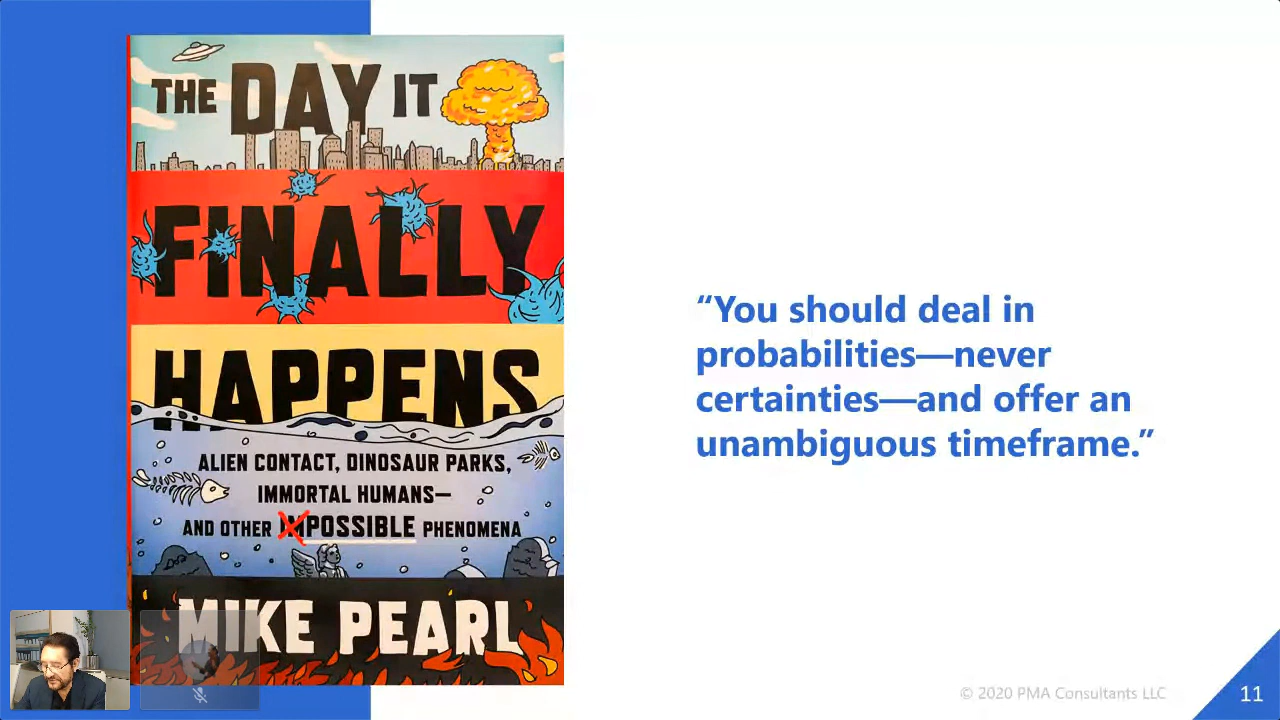 THE DAY IT
FINALLY
HAPPENS
ALIEN CONTACT, DINOSAUR PARKS,
IMMORTAL HUMANS—
AND OTHER IMPOSSIBLE PHENOMENA
MIKE PEARL
“You should deal in
probabilities—never
certainties—and offer an
unambiguous timeframe.”
© 2020 PMA Consultants LLC
11